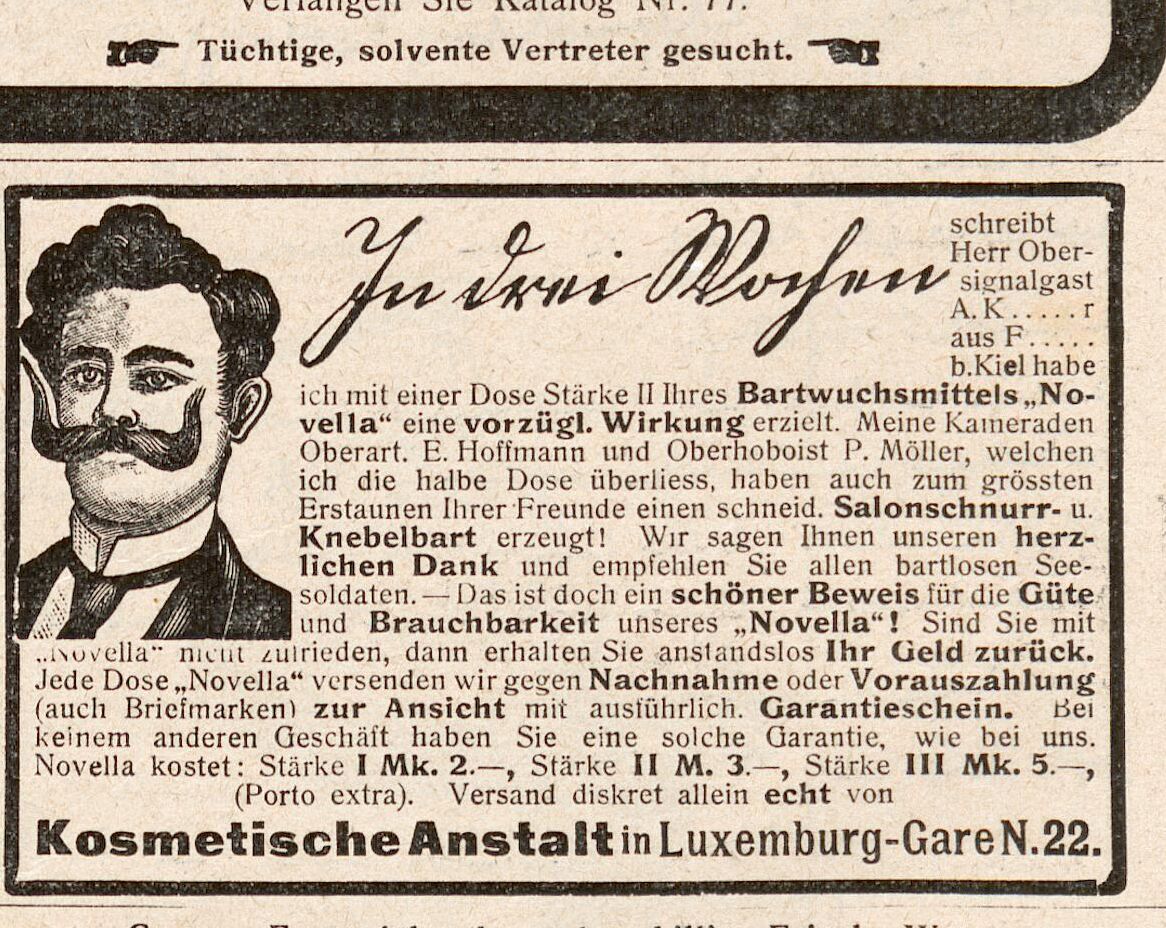 Verlangen Sie Katalog Nr. 77.
Tüchtige, solvente Vertreter gesucht.
In drei Wochen
schreibt
Herr Ober-
signalgast
A. K.....r
aus F.....
b. Kiel habe
ich mit einer Dose Stärke II Ihres Bartwuchsmittels „No-
vella“ eine vorzügl. Wirkung erzielt. Meine Kameraden
Oberart. E. Hoffmann und Oberhoboist P. Möller, welchen
ich die halbe Dose überliess, haben auch zum grössten
Erstaunen Ihrer Freunde einen schneid. Salonschnurr- u.
Knebelbart erzeugt! Wir sagen Ihnen unseren herz-
lichen Dank und empfehlen Sie allen bartlosen See-
soldaten. — Das ist doch ein schöner Beweis für die Güte
und Brauchbarkeit unseres „Novella“! Sind Sie mit
„Novella“ nicht zufrieden, dann erhalten Sie anstandslos Ihr Geld zurück.
Jede Dose „Novella“ versenden wir gegen Nachnahme oder Vorauszahlung
(auch Briefmarken) zur Ansicht mit ausführlich. Garantieschein. Bei
keinem anderen Geschäft haben Sie eine solche Garantie, wie bei uns.
Novella kostet: Stärke I Mk. 2.—, Stärke II M. 3.—, Stärke III Mk. 5.—,
(Porto extra). Versand diskret allein echt von
Kosmetische Anstalt in Luxemburg-Gare N. 22.